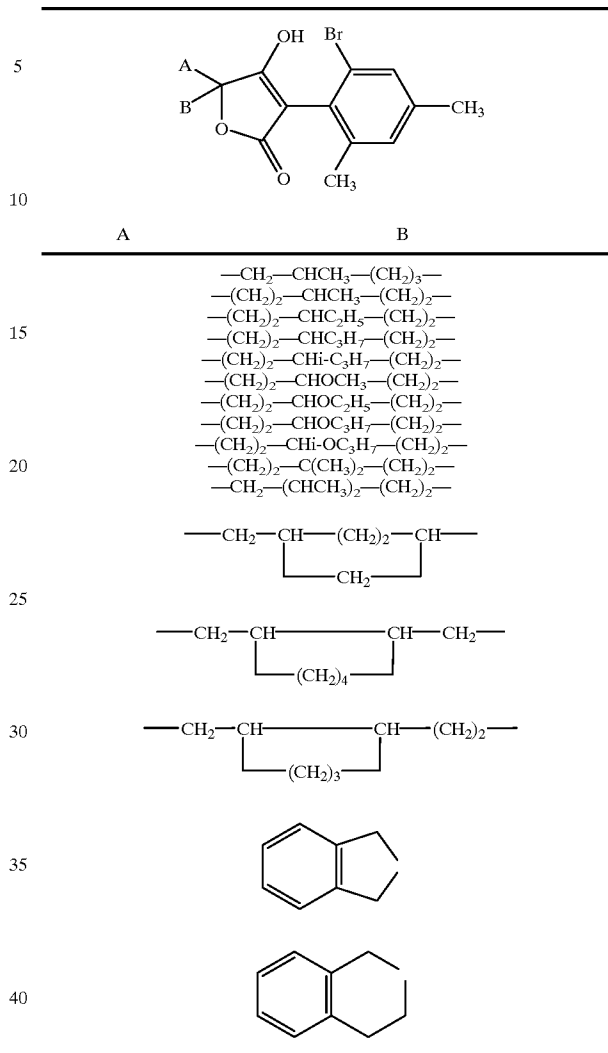 5
OH
Br
A
B
O
O
CH₃
CH₃
10
A B
—CH₂—CHCH₃—(CH₂)₃—
—(CH₂)₂—CHCH₃—(CH₂)₂—
15
—(CH₂)₂—CHC₂H₅—(CH₂)₂—
—(CH₂)₂—CHC₃H₇—(CH₂)₂—
—(CH₂)₂—CHi-C₃H₇—(CH₂)₂—
—(CH₂)₂—CHOCH₃—(CH₂)₂—
—(CH₂)₂—CHOC₂H₅—(CH₂)₂—
—(CH₂)₂—CHOC₃H₇—(CH₂)₂—
—(CH₂)₂—CHi-OC₃H₇—(CH₂)₂—
20
—(CH₂)₂—C(CH₃)₂—(CH₂)₂—
—CH₂—(CHCH₃)₂—(CH₂)₂—
—CH₂—CH—(CH₂)₂—CH—
CH₂
25
—CH₂—CH—CH—CH₂—
(CH₂)₄
30
—CH₂—CH—CH—(CH₂)₂—
(CH₂)₃
35
40